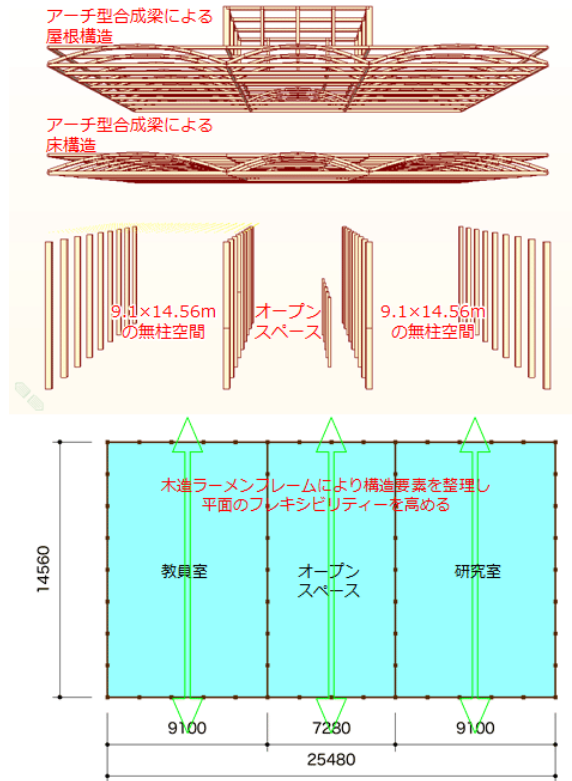 アーチ型合成梁による
屋根構造
アーチ型合成梁による
床構造
9.1×14.56m
の無柱空間
オープン
スペース
9.1×14.56m
の無柱空間
木造ラーメンフレームにより構造要素を整理し
平面のフレキシビリティーを高める
14560
教員室
オープン
スペース
研究室
9100
7280
9100
25480